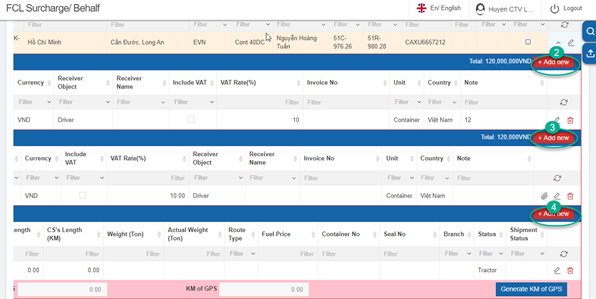 FCL Surcharge/ Behalf
En/ English
Huyen CTV L...
Logout
Filter Filter Filter Filter Filter Filter
K- Hồ Chí Minh Cần Đước, Long An EVN Cont 40DC Nguyễn Hoàng Tuấn 51C-976.26 51R-980.28 CAXU6657212
2
Total: 120,000,000VND + Add new
Currency Receiver Object Receiver Name Include VAT VAT Rate(%) Invoice No Unit Country Note
Filter Filter Filter Filter Filter Filter Filter Filter Filter
VND Driver 10 Container Việt Nam 12
3
Total: 120,000VND + Add new
Currency Include VAT VAT Rate(%) Receiver Object Receiver Name Invoice No Unit Country Note
Filter Filter Filter Filter Filter Filter Filter Filter Filter
VND 10.00 Driver Container Việt Nam
4
+ Add new
ength CS's Length (KM) Weight (Ton) Actual Weight (Ton) Route Type Fuel Price Container No Seal No Branch Status Shipment Status
Filter Filter Filter Filter Filter Filter Filter Filter Filter Filter Filter
0.00 0.00 Tractor
S 0.00 KM of GPS 0.00 Generate KM of GPS